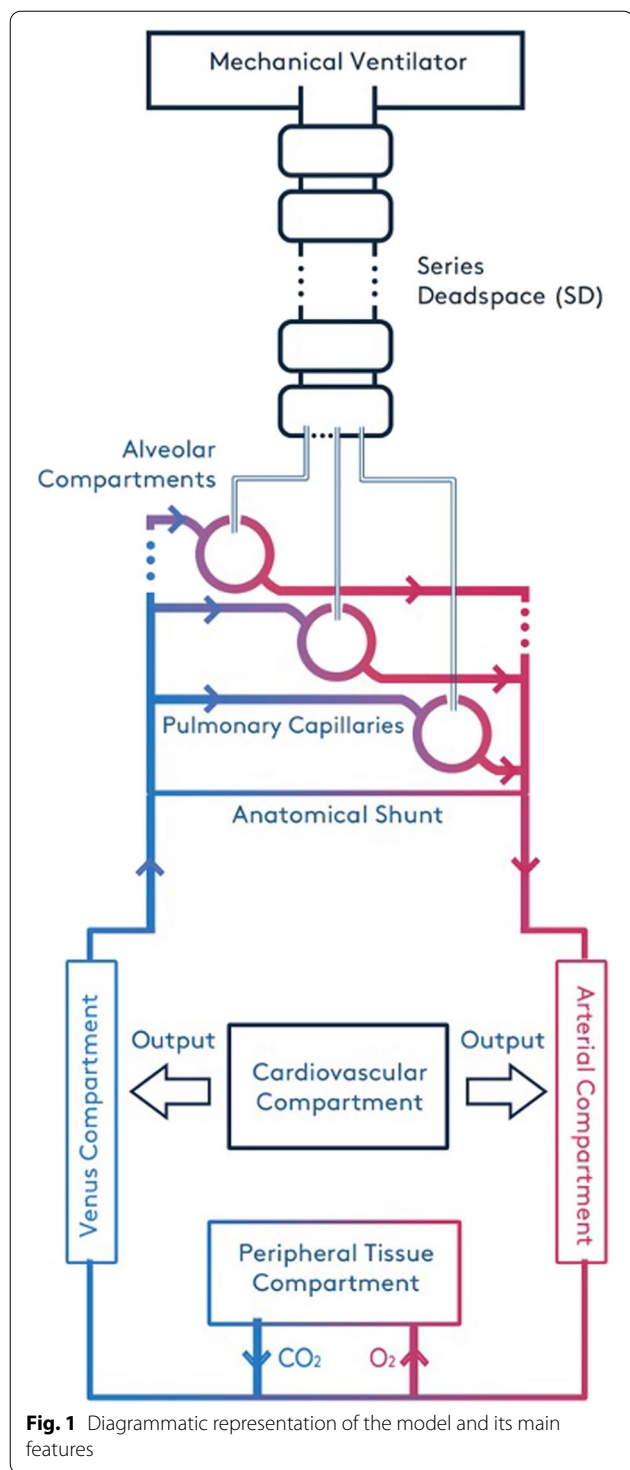 Mechanical Ventilator
Series
Deadspace (SD)
Alveolar
Compartments
Pulmonary Capillaries
Anatomical Shunt
Venus Compartment
Output
Cardiovascular
Compartment
Output
Arterial Compartment
Peripheral Tissue
Compartment
CO₂
O₂
Fig. 1 Diagrammatic representation of the model and its main
features